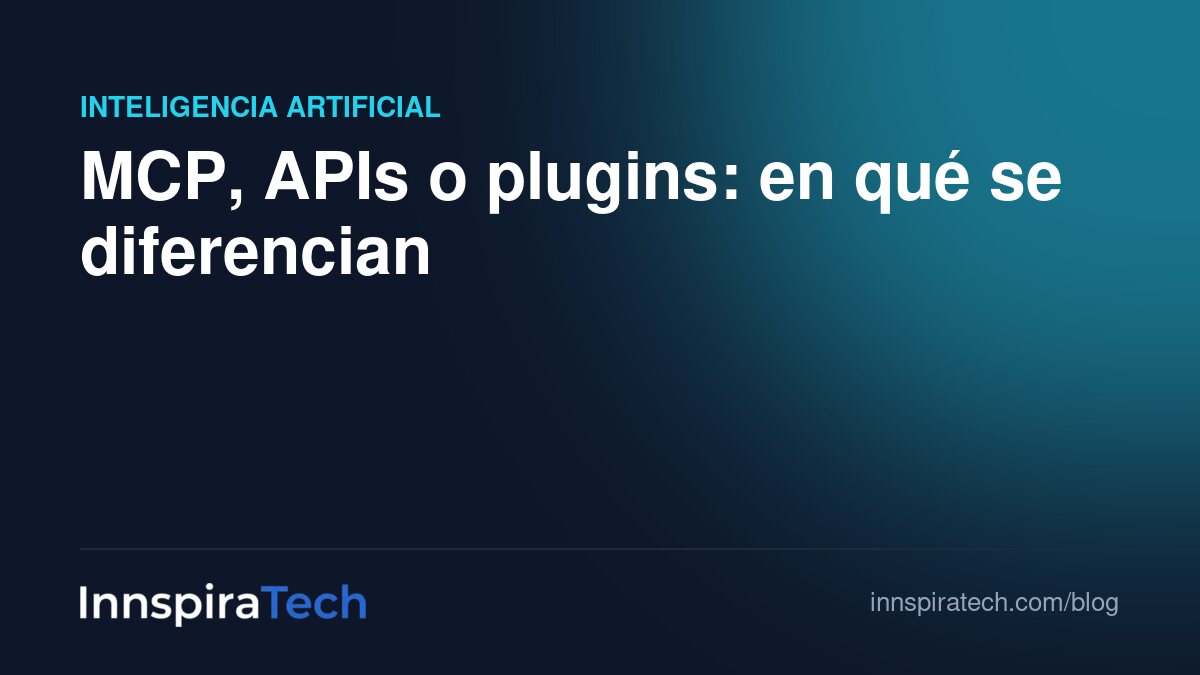 INTELIGENCIA ARTIFICIAL
MCP, APIs o plugins: en qué se
diferencian
InnspiraTech
innspiratech.com/blog